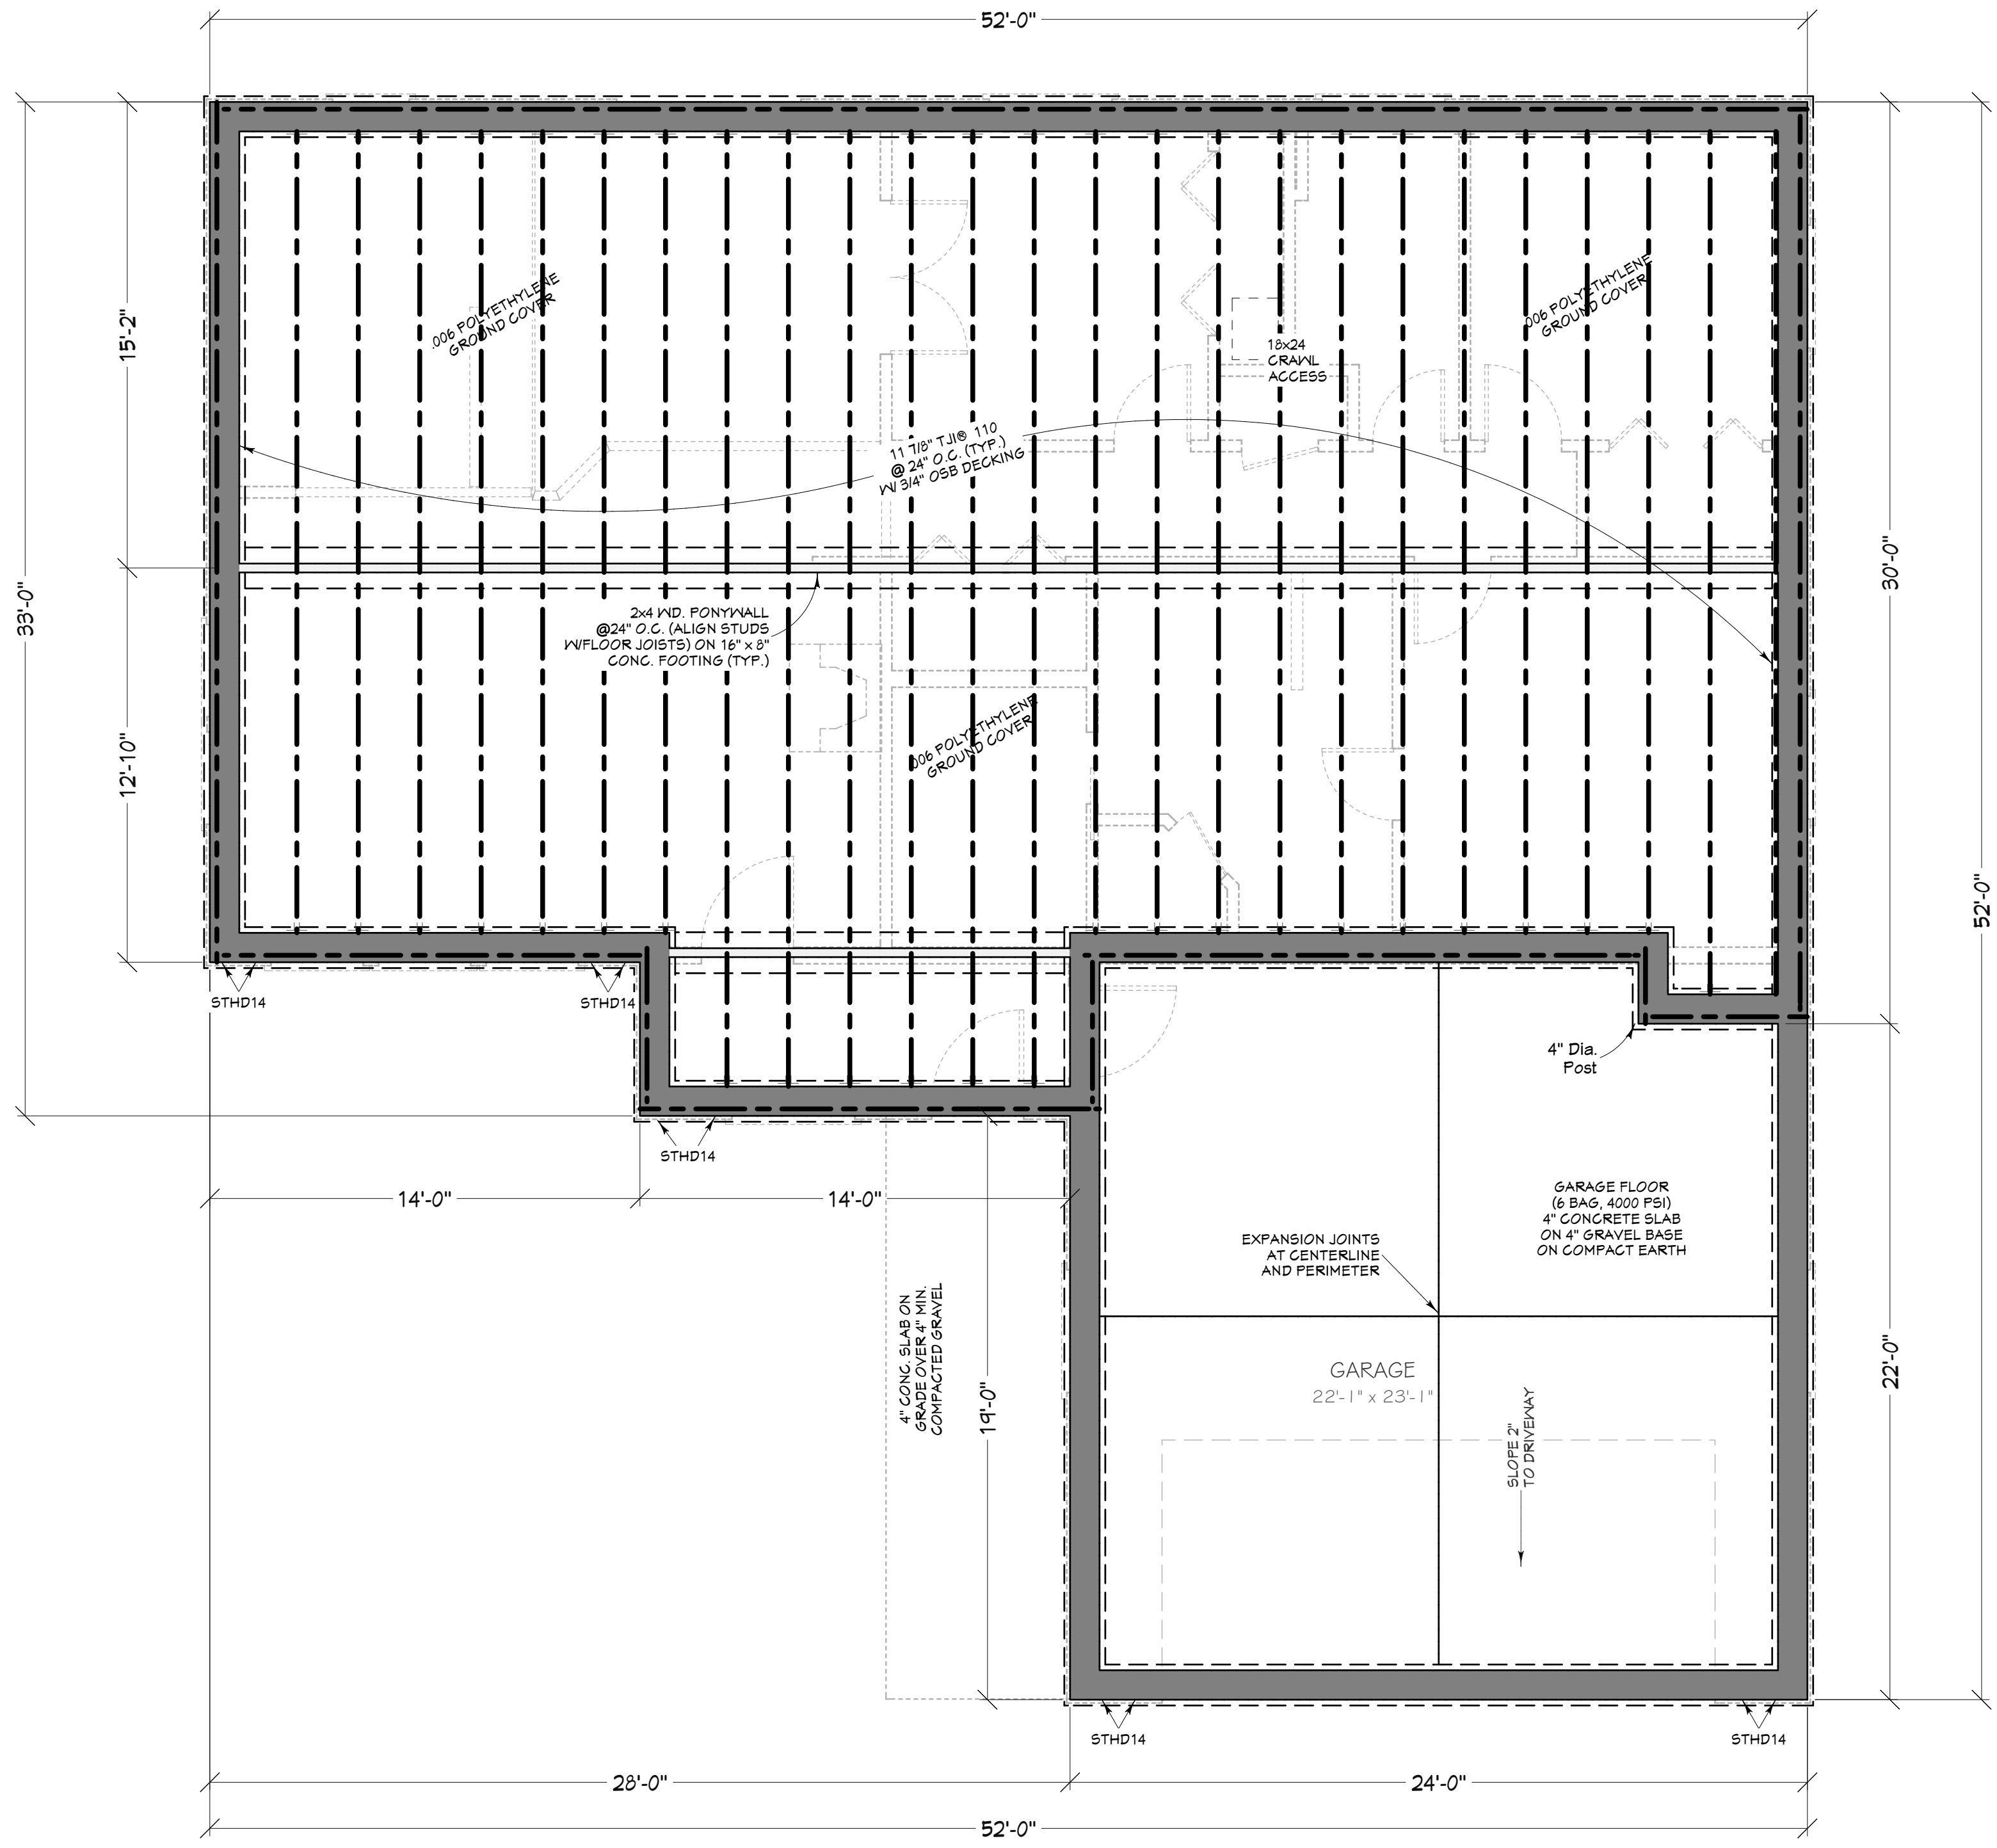 52'-0"
33'-0"
15'-2"
12'-10"
30'-0"
52'-0"
22'-0"
.006 POLYETHYLENE
GROUND COVER
.006 POLYETHYLENE
GROUND COVER
18x24
CRAWL
ACCESS
11 7/8" TJI® 110
@ 24" O.C. (TYP.)
W/ 3/4" OSB DECKING
2x4 WD. PONYWALL
@24" O.C. (ALIGN STUDS
W/FLOOR JOISTS) ON 16" x 8"
CONC. FOOTING (TYP.)
.006 POLYETHYLENE
GROUND COVER
STHD14
STHD14
4" Dia.
Post
STHD14
14'-0"
14'-0"
GARAGE FLOOR
(6 BAG, 4000 PSI)
4" CONCRETE SLAB
ON 4" GRAVEL BASE
ON COMPACT EARTH
EXPANSION JOINTS
AT CENTERLINE
AND PERIMETER
4" CONC. SLAB ON
GRADE OVER 4" MIN.
COMPACTED GRAVEL
19'-0"
GARAGE
22'-1" x 23'-1"
SLOPE 2"
TO DRIVEWAY
STHD14
STHD14
28'-0"
24'-0"
52'-0"